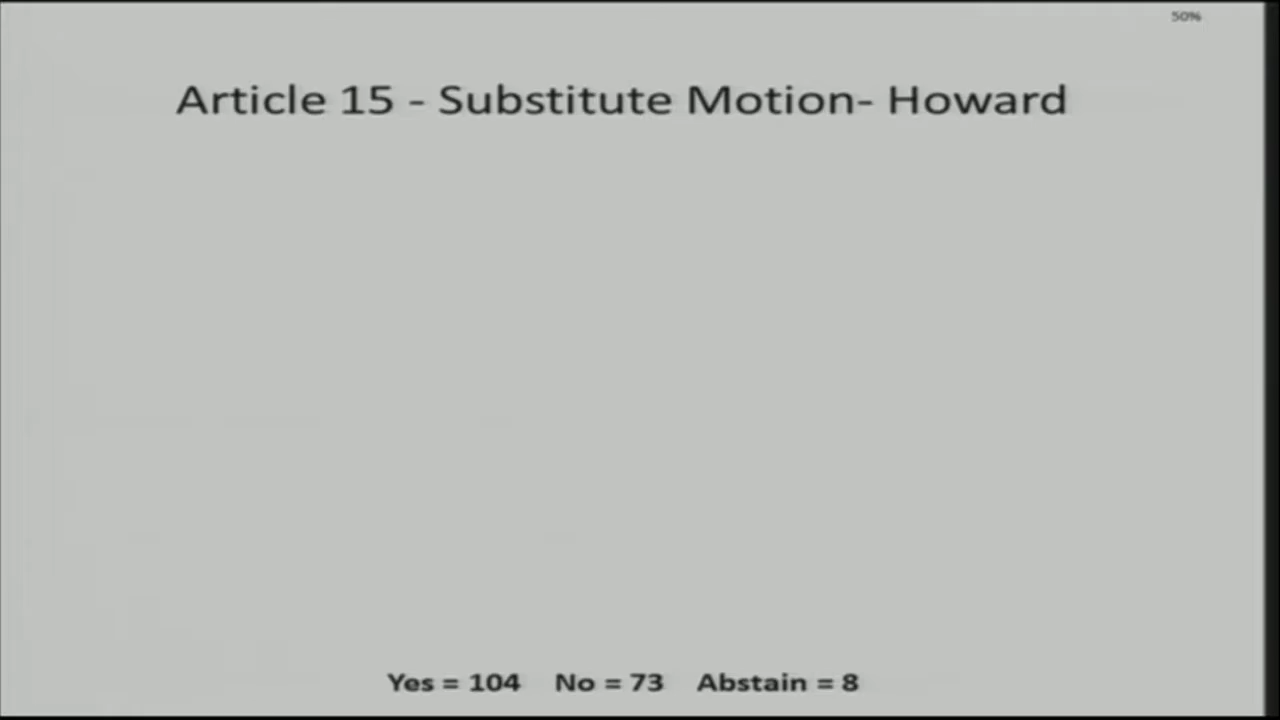 50%
Article 15 - Substitute Motion- Howard
Yes = 104 No = 73 Abstain = 8